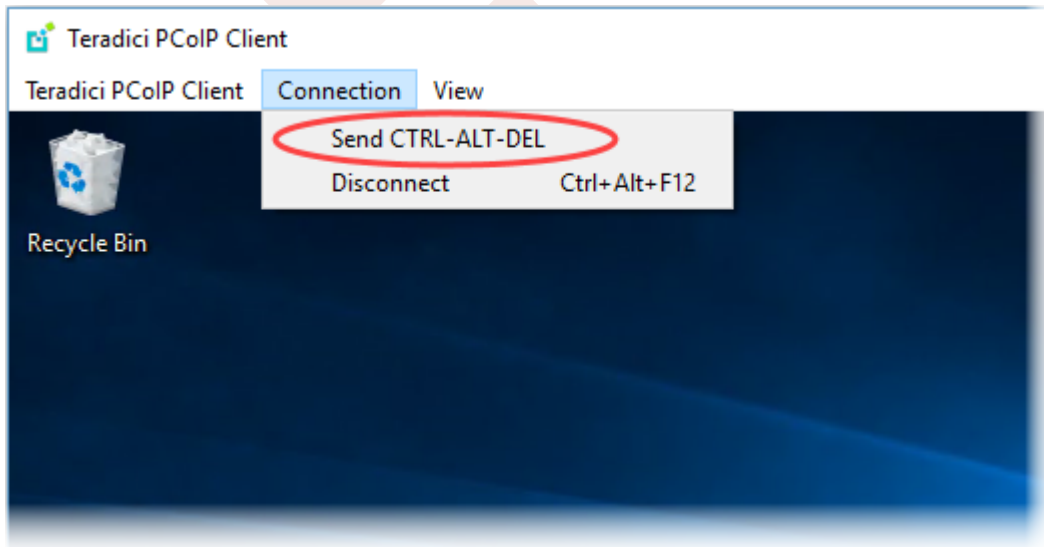 Teradici PCoIP Client
Teradici PCoIP Client Connection View
Send CTRL-ALT-DEL
Disconnect Ctrl+Alt+F12
Recycle Bin